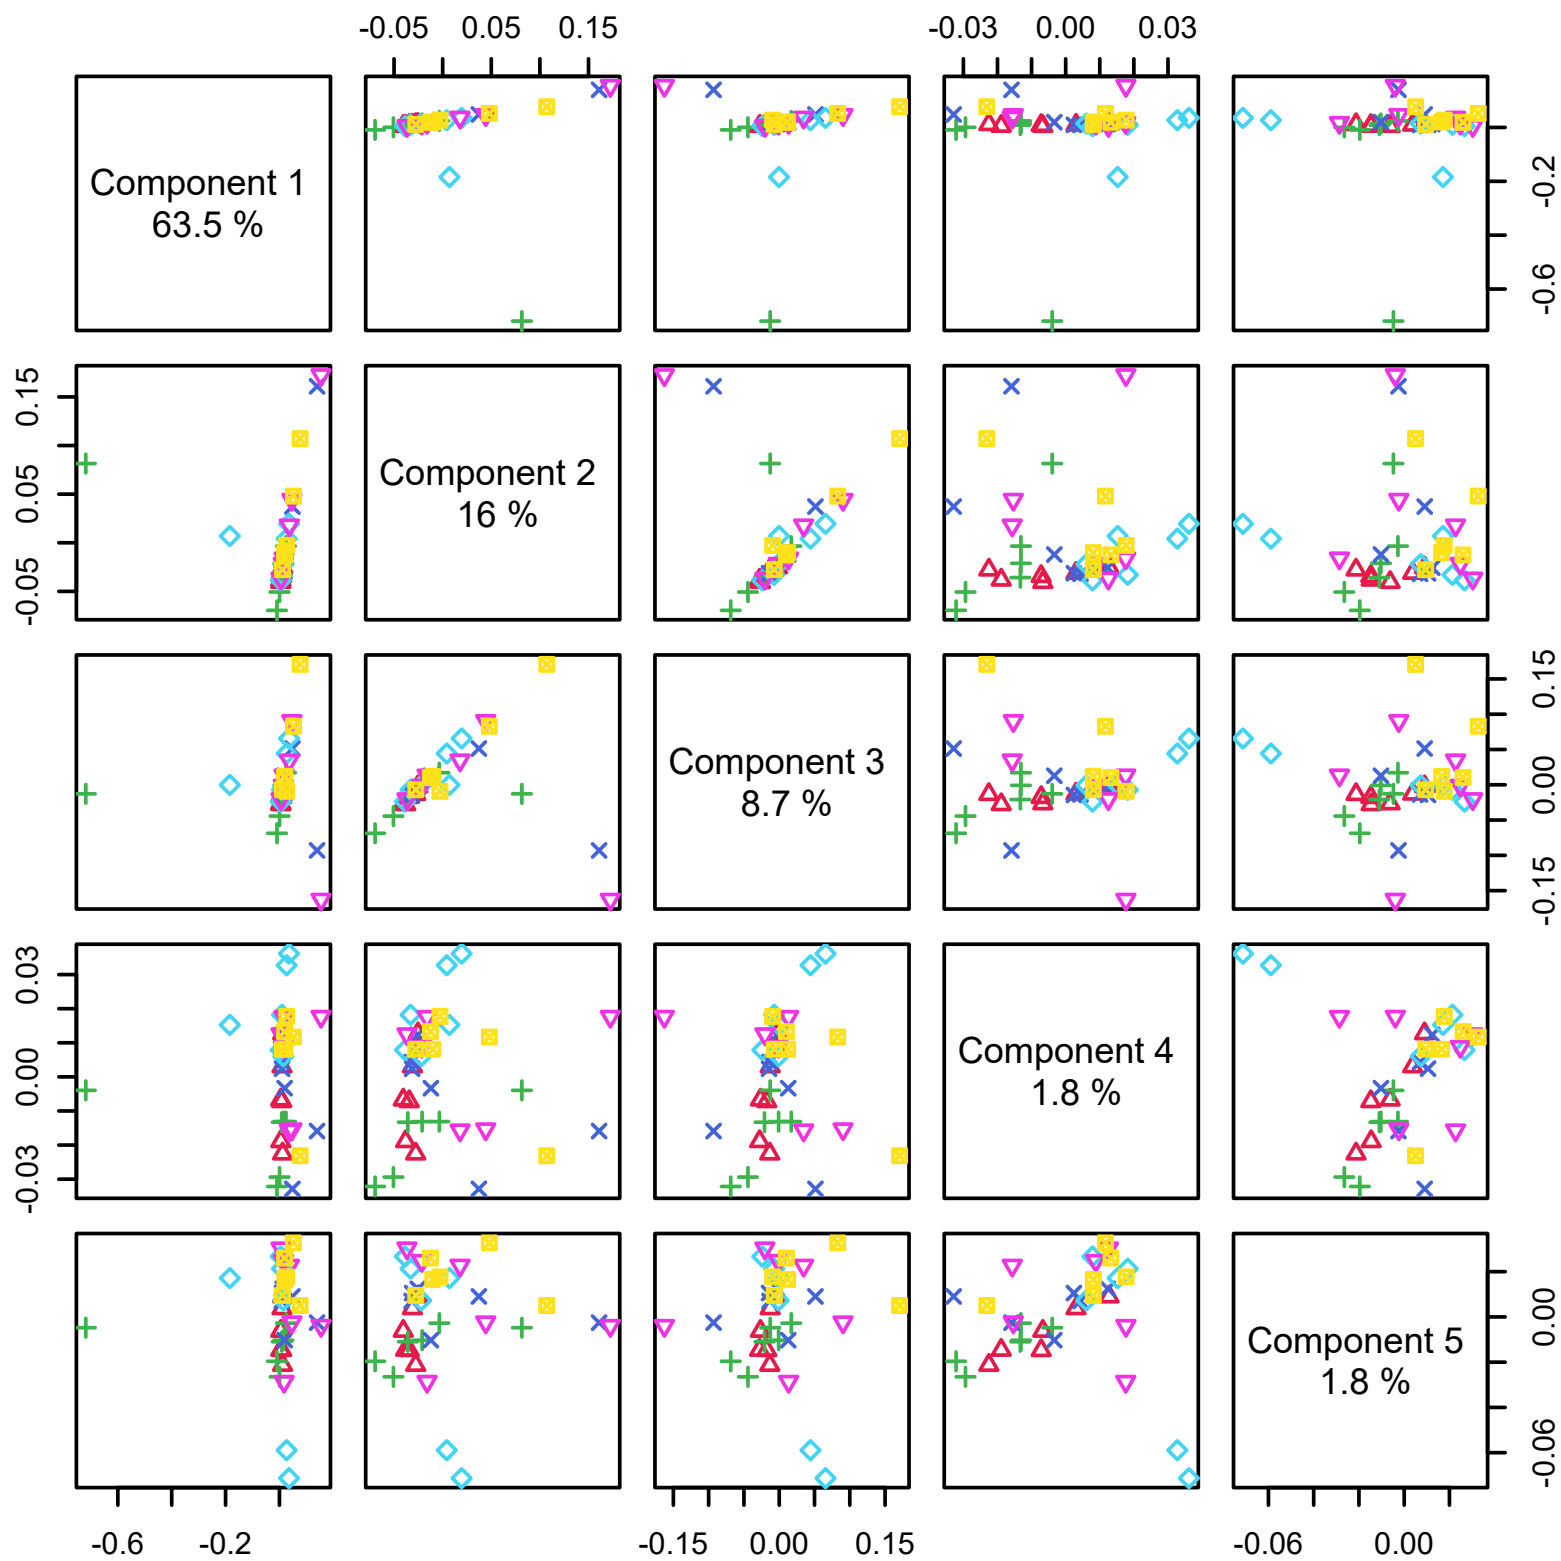 -0.05 0.05 0.15 -0.03 0.00 0.03
Component 1
63.5 %
-0.2
-0.6
0.15
0.05
-0.05
Component 2
16 %
Component 3
8.7 %
0.15
0.00
-0.15
0.03
0.00
-0.03
Component 4
1.8 %
Component 5
1.8 %
0.00
-0.06
-0.6 -0.2 -0.15 0.00 0.15 -0.06 0.00